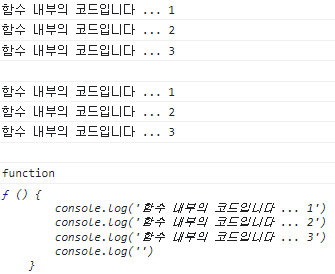 함수 내부의 코드입니다 ... 1
함수 내부의 코드입니다 ... 2
함수 내부의 코드입니다 ... 3
함수 내부의 코드입니다 ... 1
함수 내부의 코드입니다 ... 2
함수 내부의 코드입니다 ... 3
function
ƒ () {
console.log('함수 내부의 코드입니다 ... 1')
console.log('함수 내부의 코드입니다 ... 2')
console.log('함수 내부의 코드입니다 ... 3')
console.log('')
}